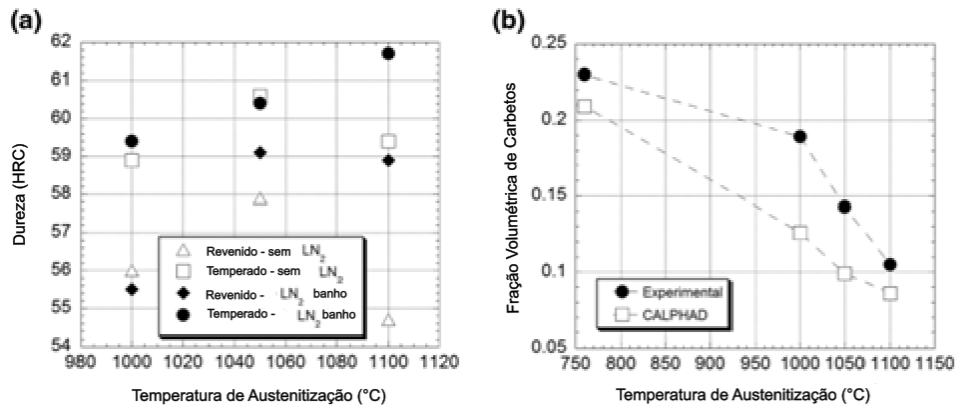 (a)
62
61
60
59
58
57
56
55
54
Dureza (HRC)
Revenido - sem LN2
Temperado - sem LN2
Revenido - LN2 banho
Temperado - LN2 banho
980 1000 1020 1040 1060 1080 1100 1120
Temperatura de Austenitização (°C)
(b)
0.25
0.2
0.15
0.1
0.05
Fração Volumétrica de Carbetos
Experimental
CALPHAD
750 800 850 900 950 1000 1050 1100 1150
Temperatura de Austenitização (°C)